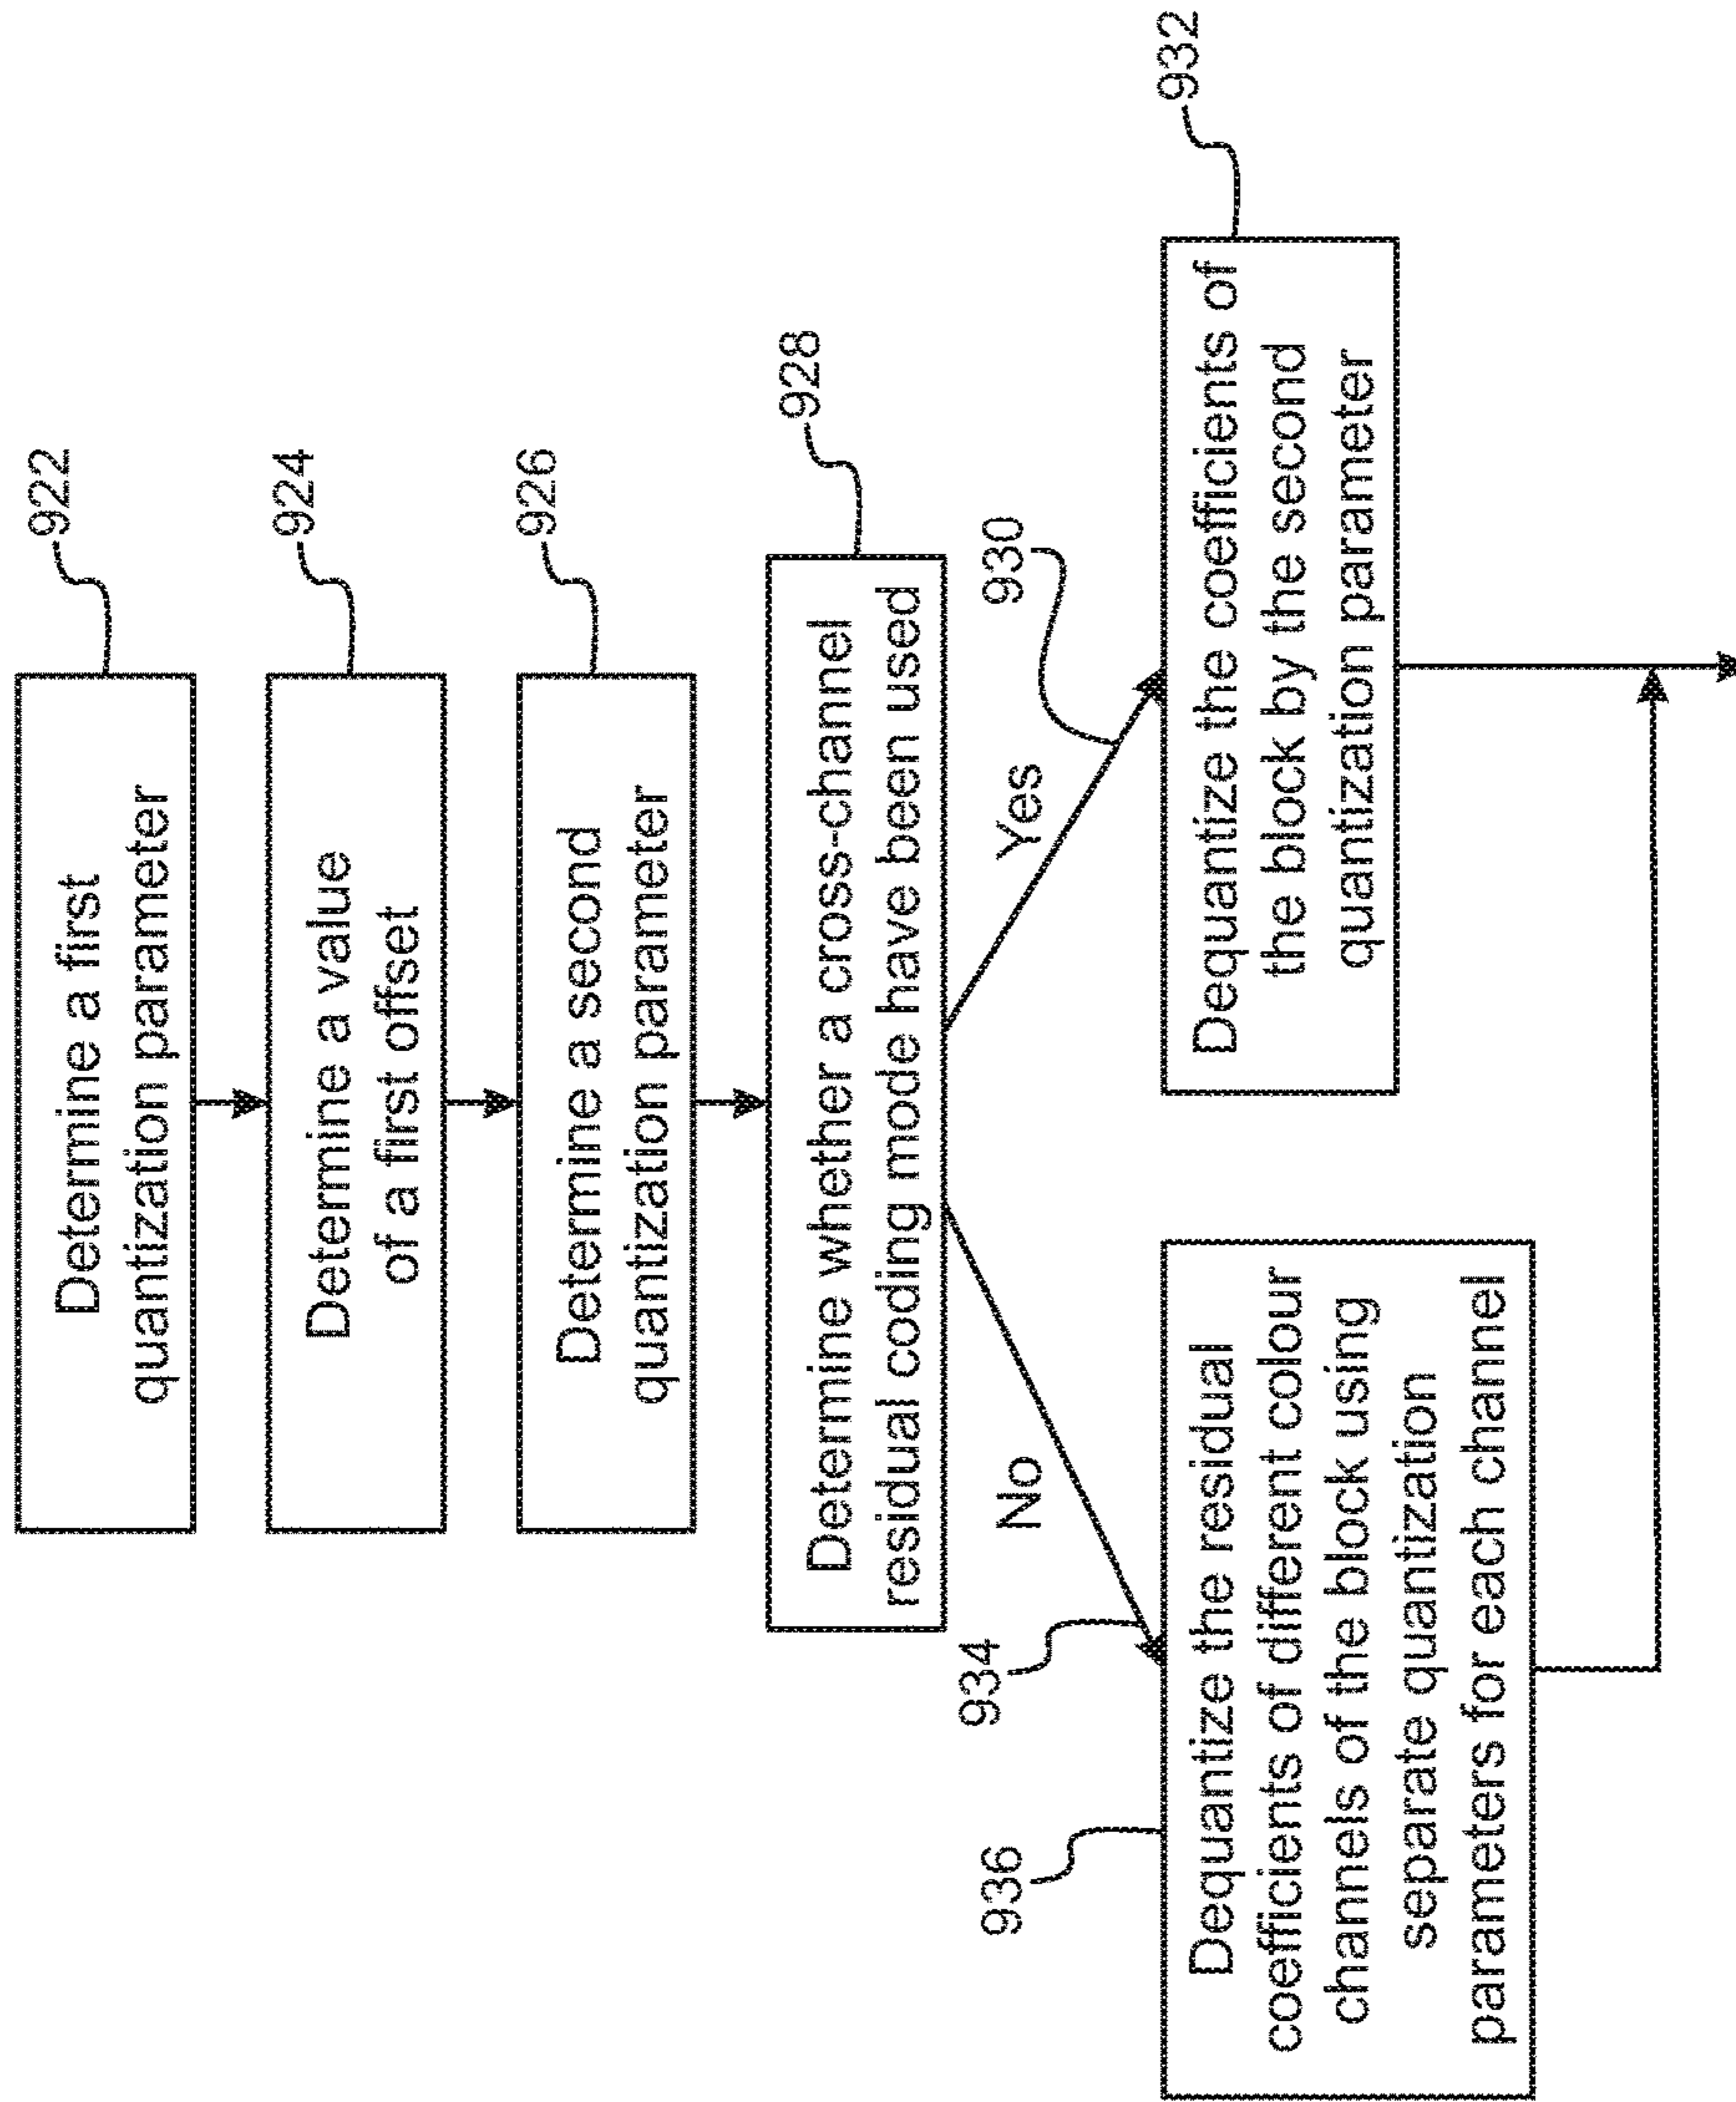 Determine a first
quantization parameter
922
Determine a value
of a first offset
924
Determine a second
quantization parameter
926
Determine whether a cross-channel
residual coding mode have been used
928
No
934
Yes
930
936
Dequantize the residual
coefficients of different colour
channels of the block using
separate quantization
parameters for each channel
Dequantize the coefficients of
the block by the second
quantization parameter
932